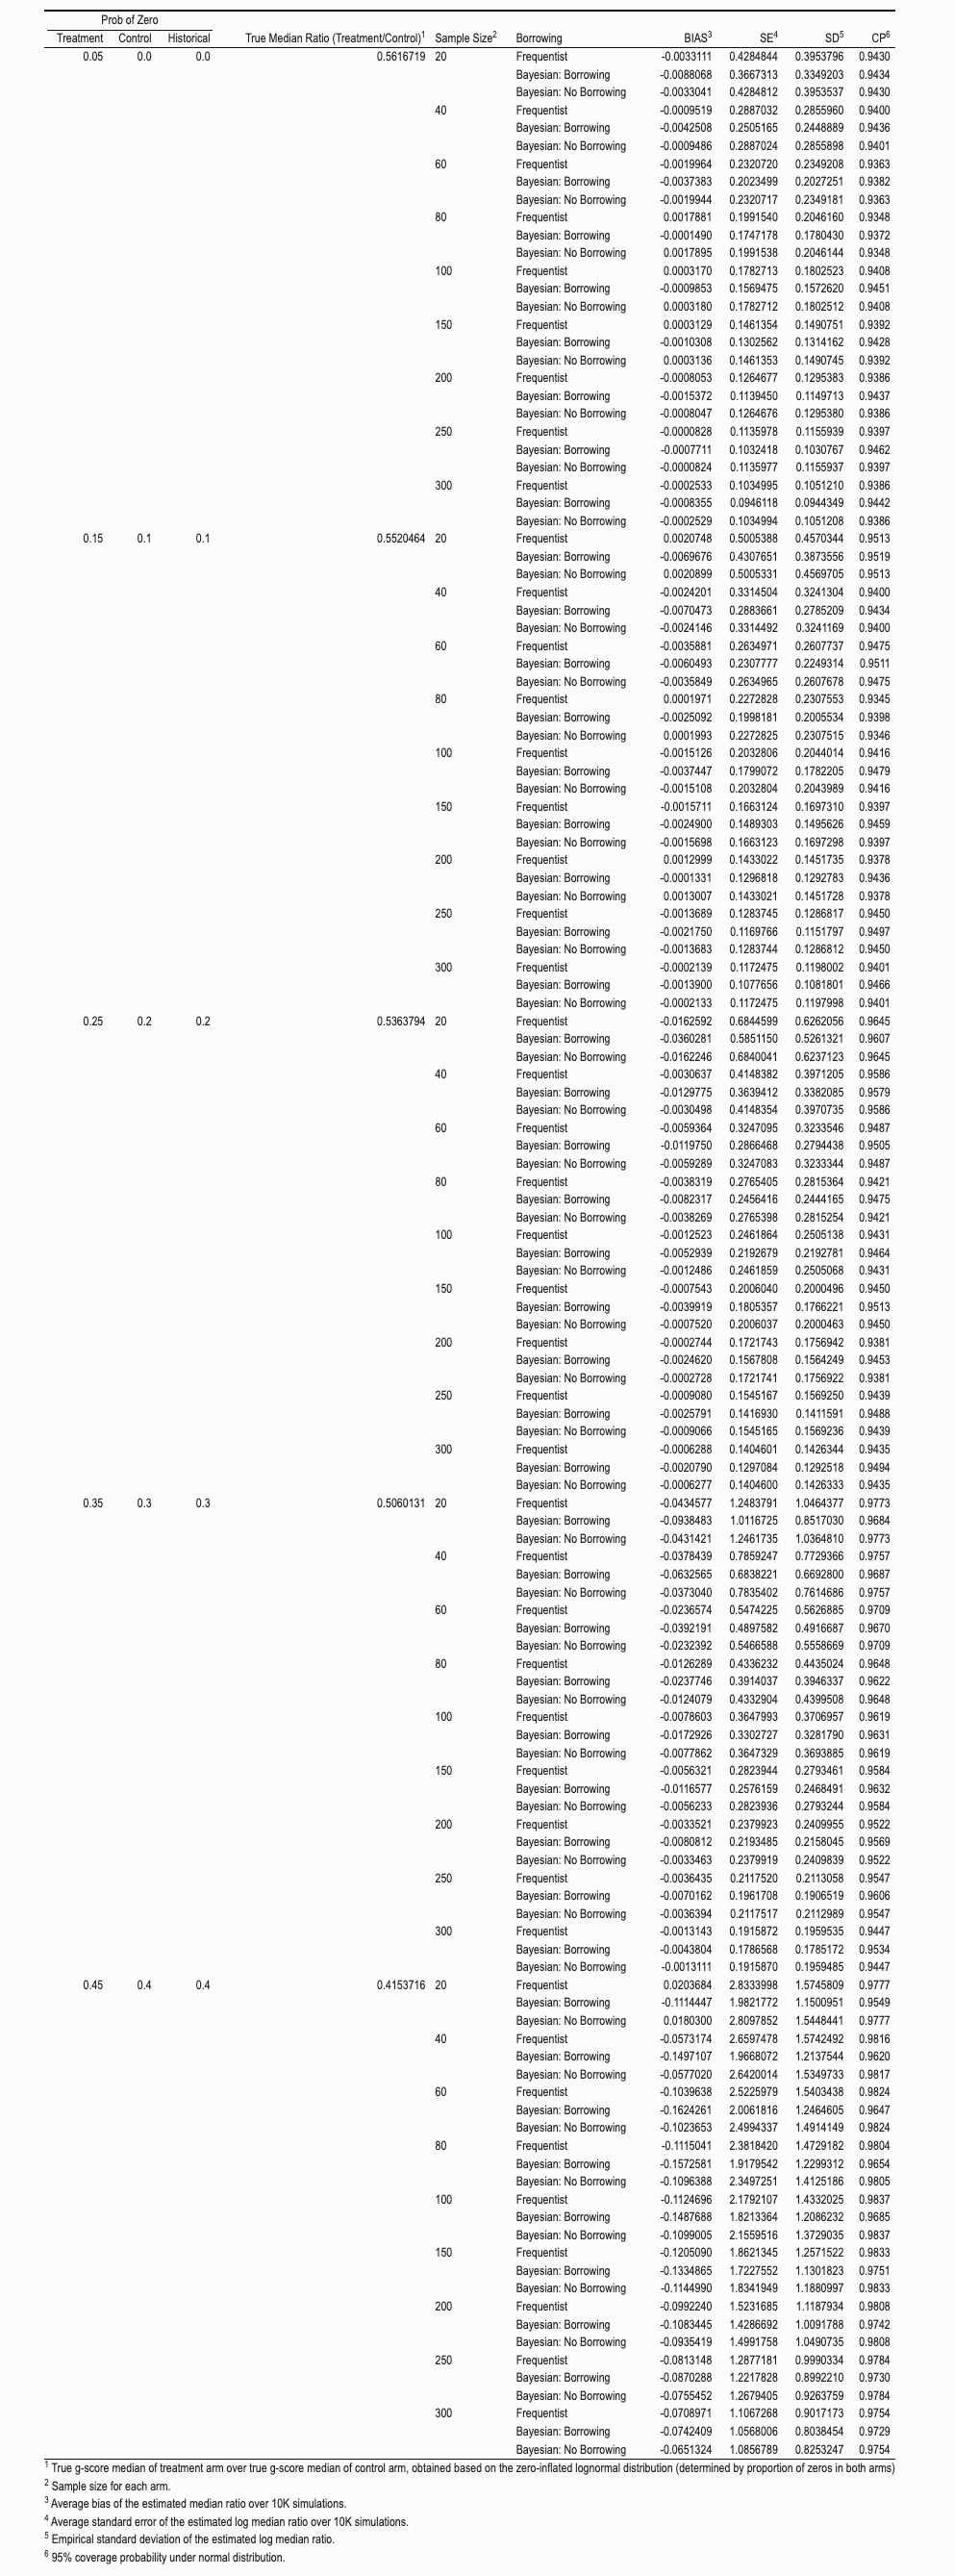 Prob of Zero
Treatment Control Historical True Median Ratio (Treatment/Control)1 Sample Size2 Borrowing BIAS3 SE4 SD5 CP6
0.05 0.0 0.0 0.5616719 20 Frequentist -0.0033111 0.4284844 0.3953796 0.9430
Bayesian: Borrowing -0.0088068 0.3667313 0.3349203 0.9434
Bayesian: No Borrowing -0.0033041 0.4284812 0.3953537 0.9430
40 Frequentist -0.0009519 0.2887032 0.2855960 0.9400
Bayesian: Borrowing -0.0042508 0.2505165 0.2448889 0.9436
Bayesian: No Borrowing -0.0009486 0.2887024 0.2855898 0.9401
60 Frequentist -0.0019964 0.2320720 0.2349208 0.9363
Bayesian: Borrowing -0.0037383 0.2023499 0.2027251 0.9382
Bayesian: No Borrowing -0.0019944 0.2320717 0.2349181 0.9363
80 Frequentist 0.0017881 0.1991540 0.2046160 0.9348
Bayesian: Borrowing -0.0001490 0.1747178 0.1780430 0.9372
Bayesian: No Borrowing 0.0017895 0.1991538 0.2046144 0.9348
100 Frequentist 0.0003170 0.1782713 0.1802523 0.9408
Bayesian: Borrowing -0.0009853 0.1569475 0.1572620 0.9451
Bayesian: No Borrowing 0.0003180 0.1782712 0.1802512 0.9408
150 Frequentist 0.0003129 0.1461354 0.1490751 0.9392
Bayesian: Borrowing -0.0010308 0.1302562 0.1314162 0.9428
Bayesian: No Borrowing 0.0003136 0.1461353 0.1490745 0.9392
200 Frequentist -0.0008053 0.1264677 0.1295383 0.9386
Bayesian: Borrowing -0.0015372 0.1139450 0.1149713 0.9437
Bayesian: No Borrowing -0.0008047 0.1264676 0.1295380 0.9386
250 Frequentist -0.0000828 0.1135978 0.1155939 0.9397
Bayesian: Borrowing -0.0007711 0.1032418 0.1030767 0.9462
Bayesian: No Borrowing -0.0000824 0.1135977 0.1155937 0.9397
300 Frequentist -0.0002533 0.1034995 0.1051210 0.9386
Bayesian: Borrowing -0.0008355 0.0946118 0.0944349 0.9442
Bayesian: No Borrowing -0.0002529 0.1034994 0.1051208 0.9386
0.15 0.1 0.1 0.5520464 20 Frequentist 0.0020748 0.5005388 0.4570344 0.9513
Bayesian: Borrowing -0.0069676 0.4307651 0.3873556 0.9519
Bayesian: No Borrowing 0.0020899 0.5005331 0.4569705 0.9513
40 Frequentist -0.0024201 0.3314504 0.3241304 0.9400
Bayesian: Borrowing -0.0070473 0.2883661 0.2785209 0.9434
Bayesian: No Borrowing -0.0024146 0.3314492 0.3241169 0.9400
60 Frequentist -0.0035881 0.2634971 0.2607737 0.9475
Bayesian: Borrowing -0.0060493 0.2307777 0.2249314 0.9511
Bayesian: No Borrowing -0.0035849 0.2634965 0.2607678 0.9475
80 Frequentist 0.0001971 0.2272828 0.2307553 0.9345
Bayesian: Borrowing -0.0025092 0.1998181 0.2005534 0.9398
Bayesian: No Borrowing 0.0001993 0.2272825 0.2307515 0.9346
100 Frequentist -0.0015126 0.2032806 0.2044014 0.9416
Bayesian: Borrowing -0.0037447 0.1799072 0.1782205 0.9479
Bayesian: No Borrowing -0.0015108 0.2032804 0.2043989 0.9416
150 Frequentist -0.0015711 0.1663124 0.1697310 0.9397
Bayesian: Borrowing -0.0024900 0.1489303 0.1495626 0.9459
Bayesian: No Borrowing -0.0015698 0.1663123 0.1697298 0.9397
200 Frequentist 0.0012999 0.1433022 0.1451735 0.9378
Bayesian: Borrowing -0.0001331 0.1296818 0.1292783 0.9436
Bayesian: No Borrowing 0.0013007 0.1433021 0.1451728 0.9378
250 Frequentist -0.0013689 0.1283745 0.1286817 0.9450
Bayesian: Borrowing -0.0021750 0.1169766 0.1151797 0.9497
Bayesian: No Borrowing -0.0013683 0.1283744 0.1286812 0.9450
300 Frequentist -0.0002139 0.1172475 0.1198002 0.9401
Bayesian: Borrowing -0.0013900 0.1077656 0.1081801 0.9466
Bayesian: No Borrowing -0.0002133 0.1172475 0.1197998 0.9401
0.25 0.2 0.2 0.5363794 20 Frequentist -0.0162592 0.6844599 0.6262056 0.9645
Bayesian: Borrowing -0.0360281 0.5851150 0.5261321 0.9607
Bayesian: No Borrowing -0.0162246 0.6840041 0.6237123 0.9645
40 Frequentist -0.0030637 0.4148382 0.3971205 0.9586
Bayesian: Borrowing -0.0129775 0.3639412 0.3382085 0.9579
Bayesian: No Borrowing -0.0030498 0.4148354 0.3970735 0.9586
60 Frequentist -0.0059364 0.3247095 0.3233546 0.9487
Bayesian: Borrowing -0.0119750 0.2866468 0.2794438 0.9505
Bayesian: No Borrowing -0.0059289 0.3247083 0.3233344 0.9487
80 Frequentist -0.0038319 0.2765405 0.2815364 0.9421
Bayesian: Borrowing -0.0082317 0.2456416 0.2444165 0.9475
Bayesian: No Borrowing -0.0038269 0.2765398 0.2815254 0.9421
100 Frequentist -0.0012523 0.2461864 0.2505138 0.9431
Bayesian: Borrowing -0.0052939 0.2192679 0.2192781 0.9464
Bayesian: No Borrowing -0.0012486 0.2461859 0.2505068 0.9431
150 Frequentist -0.0007543 0.2006040 0.2000496 0.9450
Bayesian: Borrowing -0.0039919 0.1805357 0.1766221 0.9513
Bayesian: No Borrowing -0.0007520 0.2006037 0.2000463 0.9450
200 Frequentist -0.0002744 0.1721743 0.1756942 0.9381
Bayesian: Borrowing -0.0024620 0.1567808 0.1564249 0.9453
Bayesian: No Borrowing -0.0002728 0.1721741 0.1756922 0.9381
250 Frequentist -0.0009080 0.1545167 0.1569250 0.9439
Bayesian: Borrowing -0.0025791 0.1416930 0.1411591 0.9488
Bayesian: No Borrowing -0.0009066 0.1545165 0.1569236 0.9439
300 Frequentist -0.0006288 0.1404601 0.1426344 0.9435
Bayesian: Borrowing -0.0020790 0.1297084 0.1292518 0.9494
Bayesian: No Borrowing -0.0006277 0.1404600 0.1426333 0.9435
0.35 0.3 0.3 0.5060131 20 Frequentist -0.0434577 1.2483791 1.0464377 0.9773
Bayesian: Borrowing -0.0938483 1.0116725 0.8517030 0.9684
Bayesian: No Borrowing -0.0431421 1.2461735 1.0364810 0.9773
40 Frequentist -0.0378439 0.7859247 0.7729366 0.9757
Bayesian: Borrowing -0.0632565 0.6838221 0.6692800 0.9687
Bayesian: No Borrowing -0.0373040 0.7835402 0.7614686 0.9757
60 Frequentist -0.0236574 0.5474225 0.5626885 0.9709
Bayesian: Borrowing -0.0392191 0.4897582 0.4916687 0.9670
Bayesian: No Borrowing -0.0232392 0.5466588 0.5558669 0.9709
80 Frequentist -0.0126289 0.4336232 0.4435024 0.9648
Bayesian: Borrowing -0.0237746 0.3914037 0.3946337 0.9622
Bayesian: No Borrowing -0.0124079 0.4332904 0.4399508 0.9648
100 Frequentist -0.0078603 0.3647993 0.3706957 0.9619
Bayesian: Borrowing -0.0172926 0.3302727 0.3281790 0.9631
Bayesian: No Borrowing -0.0077862 0.3647329 0.3693885 0.9619
150 Frequentist -0.0056321 0.2823944 0.2793461 0.9584
Bayesian: Borrowing -0.0116577 0.2576159 0.2468491 0.9632
Bayesian: No Borrowing -0.0056233 0.2823936 0.2793244 0.9584
200 Frequentist -0.0033521 0.2379923 0.2409955 0.9522
Bayesian: Borrowing -0.0080812 0.2193485 0.2158045 0.9569
Bayesian: No Borrowing -0.0033463 0.2379919 0.2409839 0.9522
250 Frequentist -0.0036435 0.2117520 0.2113058 0.9547
Bayesian: Borrowing -0.0070162 0.1961708 0.1906519 0.9606
Bayesian: No Borrowing -0.0036394 0.2117517 0.2112989 0.9547
300 Frequentist -0.0013143 0.1915872 0.1959535 0.9447
Bayesian: Borrowing -0.0043804 0.1786568 0.1785172 0.9534
Bayesian: No Borrowing -0.0013111 0.1915870 0.1959485 0.9447
0.45 0.4 0.4 0.4153716 20 Frequentist 0.0203684 2.8333998 1.5745809 0.9777
Bayesian: Borrowing -0.1114447 1.9821772 1.1500951 0.9549
Bayesian: No Borrowing 0.0180300 2.8097852 1.5448441 0.9777
40 Frequentist -0.0573174 2.6597478 1.5742492 0.9816
Bayesian: Borrowing -0.1497107 1.9668072 1.2137544 0.9620
Bayesian: No Borrowing -0.0577020 2.6420014 1.5349733 0.9817
60 Frequentist -0.1039638 2.5225979 1.5403438 0.9824
Bayesian: Borrowing -0.1624261 2.0061816 1.2464605 0.9647
Bayesian: No Borrowing -0.1023653 2.4994337 1.4914149 0.9824
80 Frequentist -0.1115041 2.3818420 1.4729182 0.9804
Bayesian: Borrowing -0.1572581 1.9179542 1.2299312 0.9654
Bayesian: No Borrowing -0.1096388 2.3497251 1.4125186 0.9805
100 Frequentist -0.1124696 2.1792107 1.4332025 0.9837
Bayesian: Borrowing -0.1487688 1.8213364 1.2086232 0.9685
Bayesian: No Borrowing -0.1099005 2.1559516 1.3729035 0.9837
150 Frequentist -0.1205090 1.8621345 1.2571522 0.9833
Bayesian: Borrowing -0.1334865 1.7227552 1.1301823 0.9751
Bayesian: No Borrowing -0.1144990 1.8341949 1.1880997 0.9833
200 Frequentist -0.0992240 1.5231685 1.1187934 0.9808
Bayesian: Borrowing -0.1083445 1.4286692 1.0091788 0.9742
Bayesian: No Borrowing -0.0935419 1.4991758 1.0490735 0.9808
250 Frequentist -0.0813148 1.2877181 0.9990334 0.9784
Bayesian: Borrowing -0.0870288 1.2217828 0.8992210 0.9730
Bayesian: No Borrowing -0.0755452 1.2679405 0.9263759 0.9784
300 Frequentist -0.0708971 1.1067268 0.9017173 0.9754
Bayesian: Borrowing -0.0742409 1.0568006 0.8038454 0.9729
Bayesian: No Borrowing -0.0651324 1.0856789 0.8253247 0.9754
1 True g-score median of treatment arm over true g-score median of control arm, obtained based on the zero-inflated lognormal distribution (determined by proportion of zeros in both arms)
2 Sample size for each arm.
3 Average bias of the estimated median ratio over 10K simulations.
4 Average standard error of the estimated log median ratio over 10K simulations.
5 Empirical standard deviation of the estimated log median ratio.
6 95% coverage probability under normal distribution.